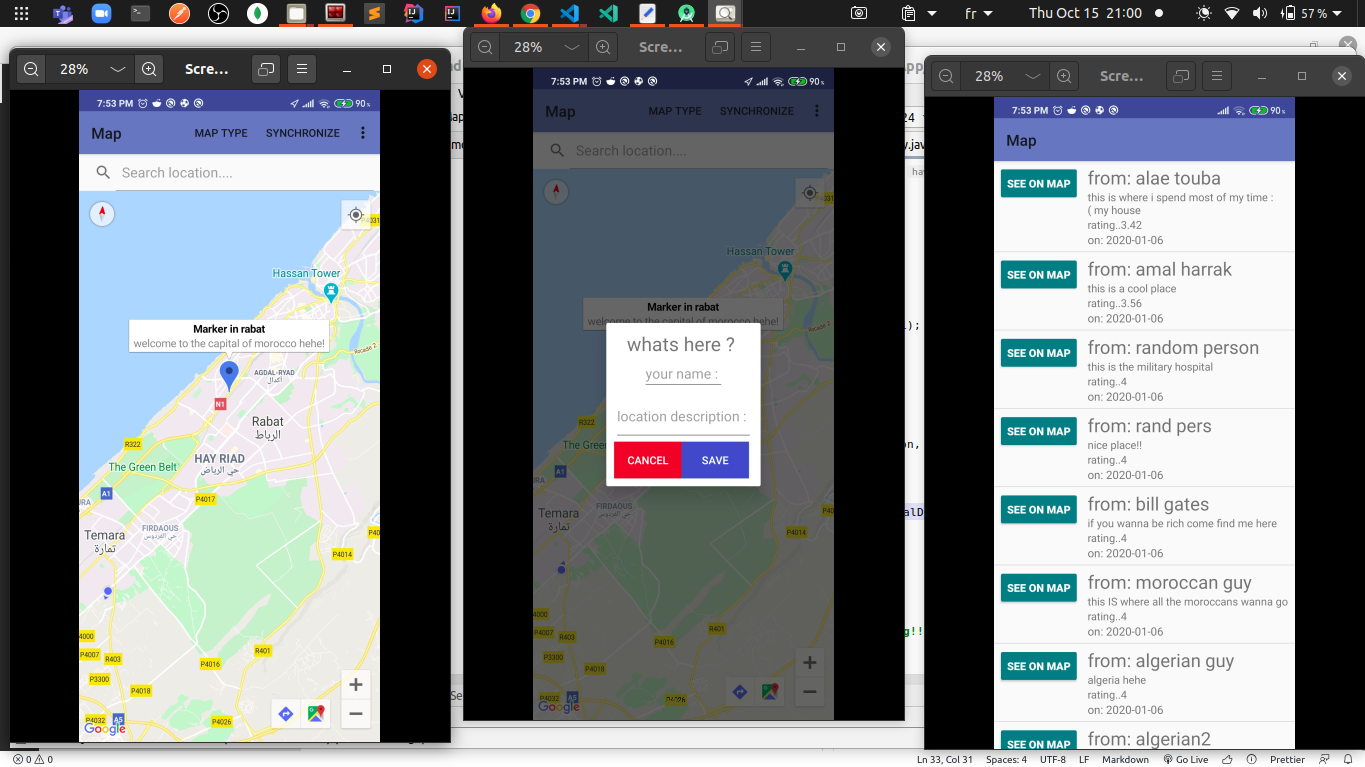 fr
Thu Oct 15 21:00
57 %
28%
Scre...
7:53 PM
90
Map
MAP TYPE
SYNCHRONIZE
Search location....
P4031
Hassan Tower
Marker in rabat
welcome to the capital of morocco hehe!
Rocade 2
AGDAL-RYAD
أكدال
N1
Rabat
الرباط
R322
HAY RIAD
حي الرياض
The Green Belt
A1
P4017
FIRDAOUS
حي الفردوس
Temara
تمارة
P4014
4000
P4007
R403
R401
P4016
P3300
P4018
P4032
A5
P4026
Google
28%
Scre...
7:53 PM
90
Map
MAP TYPE
SYNCHRONIZE
Search location....
Hassan Tower
Marker in rabat
welcome to the capital of morocco hehe!
whats here ?
your name :
location description :
CANCEL
SAVE
R322
The Green
A1
Temara
تمارة
FIRDAOUS
حي الفردوس
P4014
4000
P4007
R403
R401
P4016
P3300
P4018
P4032
A5
P4026
Google
28%
Scre...
7:53 PM
90
Map
SEE ON MAP
from: alae touba
this is where i spend most of my time :
( my house
rating..3.42
on: 2020-01-06
SEE ON MAP
from: amal harrak
this is a cool place
rating..3.56
on: 2020-01-06
SEE ON MAP
from: random person
this is the military hospital
rating..4
on: 2020-01-06
SEE ON MAP
from: rand pers
nice place!!
rating..4
on: 2020-01-06
SEE ON MAP
from: bill gates
if you wanna be rich come find me here
rating..4
on: 2020-01-06
SEE ON MAP
from: moroccan guy
this IS where all the moroccans wanna go
rating..4
on: 2020-01-06
SEE ON MAP
from: algerian guy
algeria hehe
rating..4
on: 2020-01-06
SEE ON MAP
from: algerian2
0
0
Ln 33, Col 31
Spaces: 4
UTF-8
LF
Markdown
Go Live
Prettier